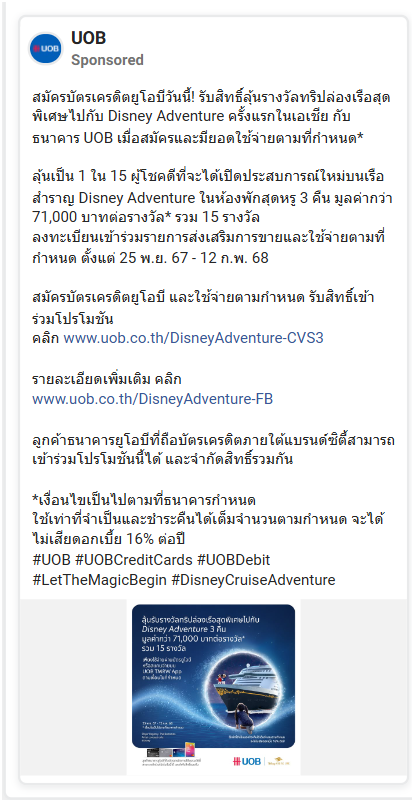 UOB
UOB
Sponsored
สมัครบัตรเครดิตยูโอบีวันนี้! รับสิทธิ์ลุ้นรางวัลทริปล่องเรือสุด
พิเศษไปกับ Disney Adventure ครั้งแรกในเอเชีย กับ
ธนาคาร UOB เมื่อสมัครและมียอดใช้จ่ายตามที่กำหนด*
ลุ้นเป็น 1 ใน 15 ผู้โชคดีที่จะได้เปิดประสบการณ์ใหม่บนเรือ
สำราญ Disney Adventure ในห้องพักสุดหรู 3 คืน มูลค่ากว่า
71,000 บาทต่อรางวัล* รวม 15 รางวัล
ลงทะเบียนเข้าร่วมรายการส่งเสริมการขายและใช้จ่ายตามที่
กำหนด ตั้งแต่ 25 พ.ย. 67 - 12 ก.พ. 68
สมัครบัตรเครดิตยูโอบี และใช้จ่ายตามกำหนด รับสิทธิ์เข้า
ร่วมโปรโมชัน
คลิก www.uob.co.th/DisneyAdventure-CVS3
รายละเอียดเพิ่มเติม คลิก
www.uob.co.th/DisneyAdventure-FB
ลูกค้าธนาคารยูโอบีที่ถือบัตรเครดิตภายใต้แบรนด์ซิตี้สามารถ
เข้าร่วมโปรโมชันนี้ได้ และจำกัดสิทธิ์รวมกัน
*เงื่อนไขเป็นไปตามที่ธนาคารกำหนด
ใช้เท่าที่จำเป็นและชำระคืนได้เต็มจำนวนตามกำหนด จะได้
ไม่เสียดอกเบี้ย 16% ต่อปี
#UOB #UOBCreditCards #UOBDebit
#LetTheMagicBegin #DisneyCruiseAdventure
ลุ้นรับรางวัลทริปล่องเรือสุดพิเศษไปกับ
Disney Adventure 3 คืน
มูลค่ากว่า 71,000 บาทต่อรางวัล*
รวม 15 รางวัล
UOB